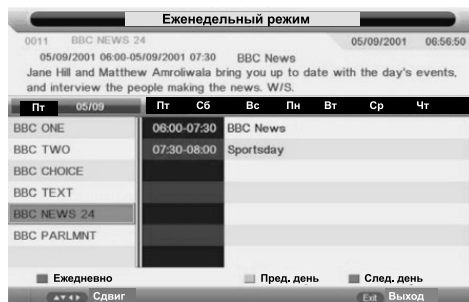 Еженедельный режим
0011 BBC NEWS 24 05/09/2001 06:56:50
05/09/2001 06:00-05/09/2001 07:30 BBC News
Jane Hill and Matthew Amroliwala bring you up to date with the day's events,
and interview the people making the news. W/S.
Пт 05/09 Пт Сб Вс Пн Вт Ср Чт
BBC ONE 06:00-07:30 BBC News
BBC TWO 07:30-08:00 Sportsday
BBC CHOICE
BBC TEXT
BBC NEWS 24
BBC PARLMNT
Ежедневно Пред. день След. день
Сдвиг Exit Выход